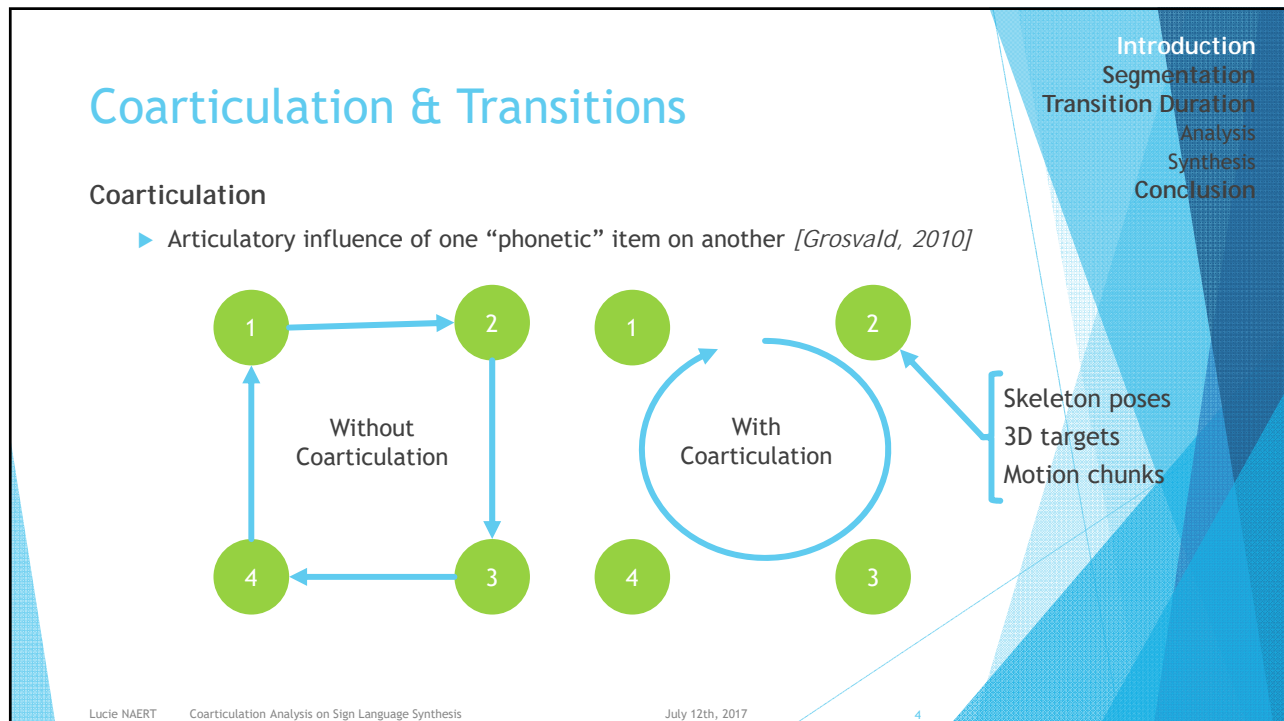 Introduction
Segmentation
Transition Duration
Analysis
Synthesis
Conclusion
Coarticulation & Transitions
Coarticulation
Articulatory influence of one “phonetic” item on another [Grosvald, 2010]
1
2
Without
Coarticulation
4
3
1
2
With
Coarticulation
4
3
Skeleton poses
3D targets
Motion chunks
Lucie NAERT Coarticulation Analysis on Sign Language Synthesis July 12th, 2017 4